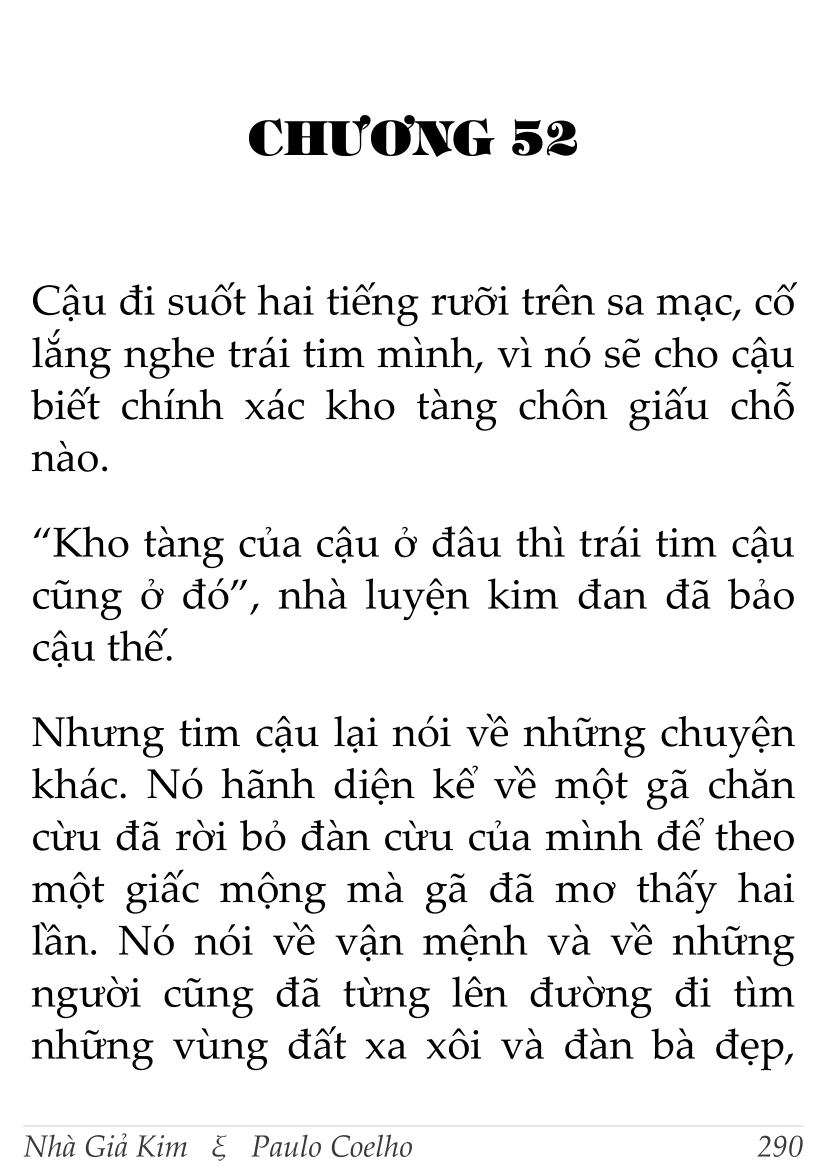 CHƯƠNG 52
Cậu đi suốt hai tiếng rưỡi trên sa mạc, cố
lắng nghe trái tim mình, vì nó sẽ cho cậu
biết chính xác kho tàng chôn giấu chỗ
nào.
“Kho tàng của cậu ở đâu thì trái tim cậu
cũng ở đó”, nhà luyện kim đan đã bảo
cậu thế.
Nhưng tim cậu lại nói về những chuyện
khác. Nó hãnh diện kể về một gã chăn
cừu đã rời bỏ đàn cừu của mình để theo
một giấc mộng mà gã đã mơ thấy hai
lần. Nó nói về vận mệnh và về những
người cũng đã từng lên đường đi tìm
những vùng đất xa xôi và đàn bà đẹp,
Nhà Giả Kim ξ Paulo Coelho 290